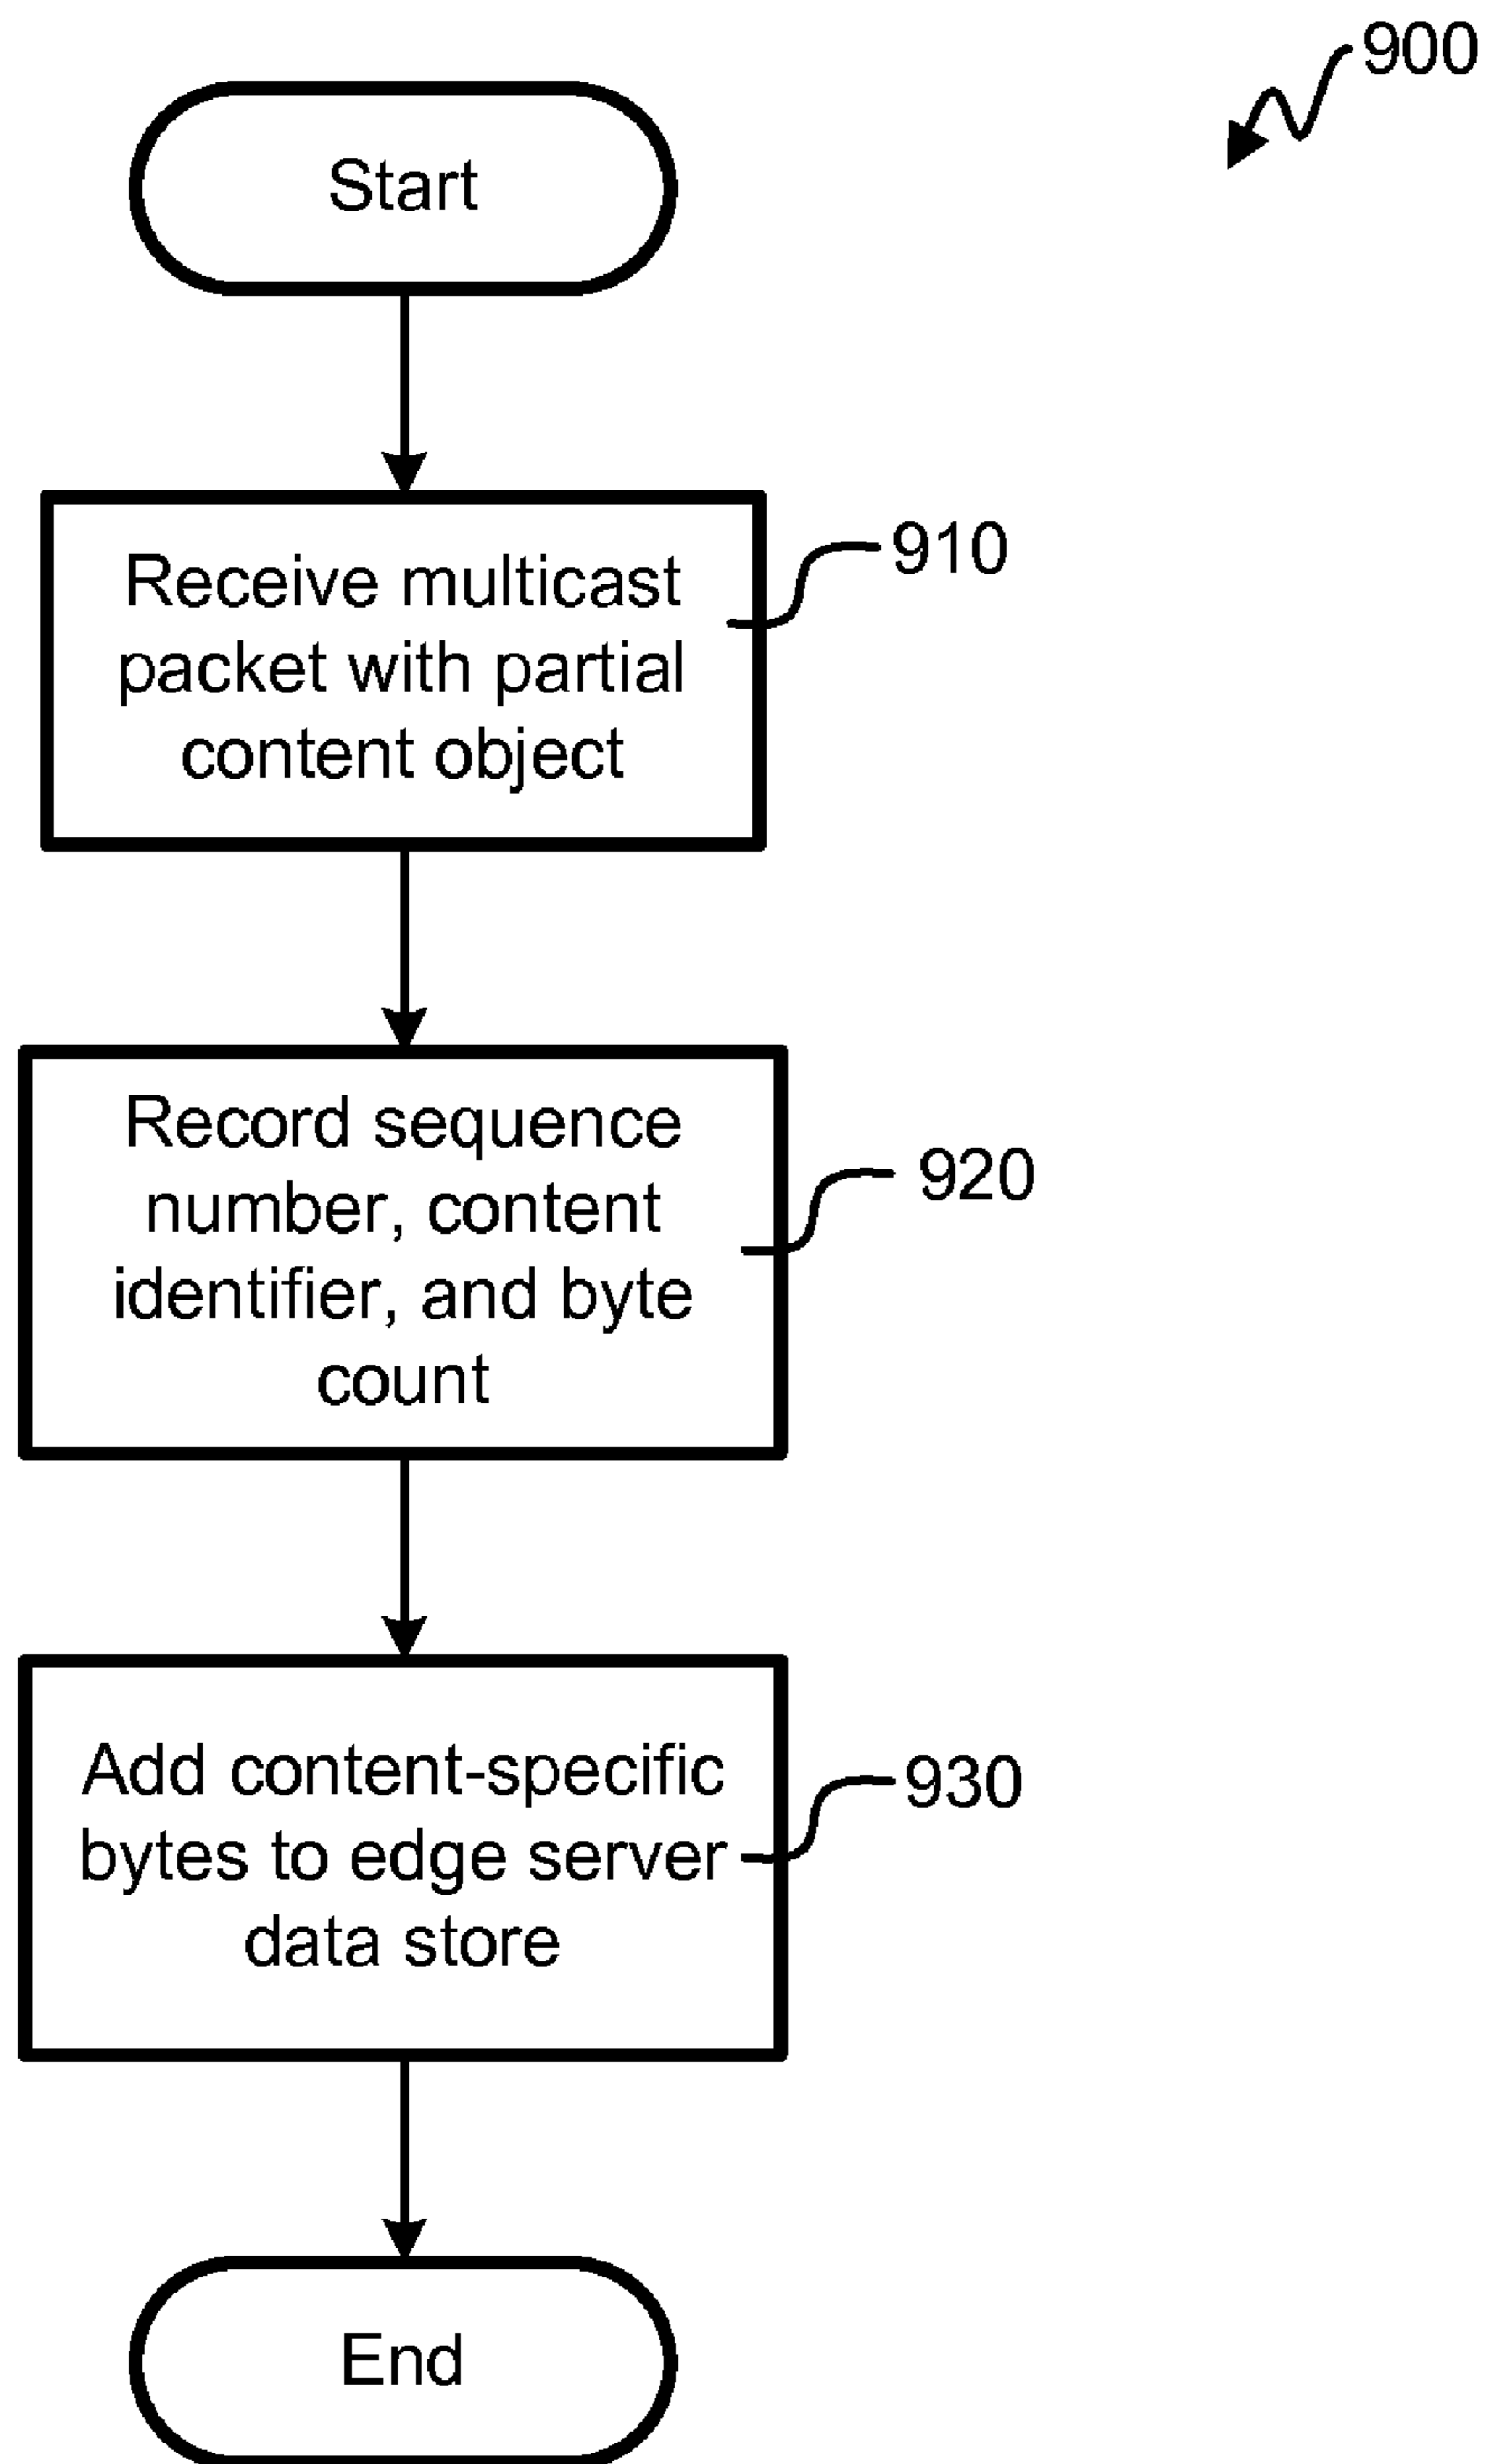 900
Start
Receive multicast
packet with partial
content object
910
Record sequence
number, content
identifier, and byte
count
920
Add content-specific
bytes to edge server
data store
930
End